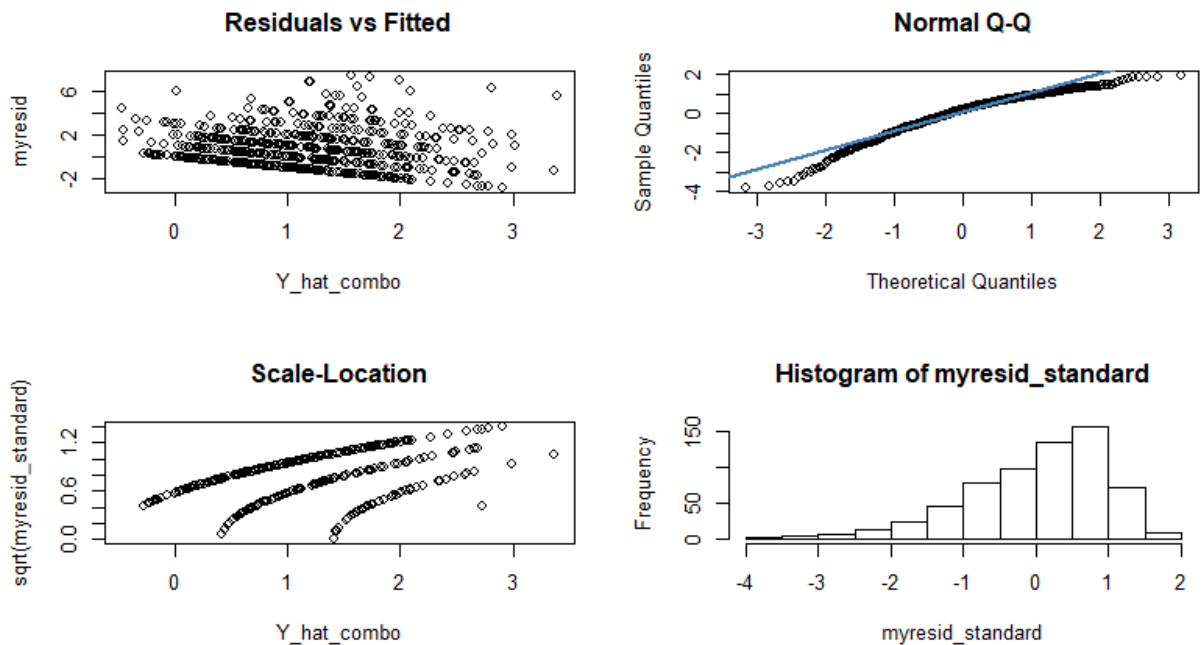 Residuals vs Fitted
myresid
-2 2 6
0 1 2 3
Y_hat_combo
Normal Q-Q
Sample Quantiles
-4 -2 0 2
-3 -2 -1 0 1 2 3
Theoretical Quantiles
Scale-Location
sqrt(myresid_standard)
0.0 0.6 1.2
0 1 2 3
Y_hat_combo
Histogram of myresid_standard
Frequency
0 50 150
-4 -3 -2 -1 0 1 2
myresid_standard